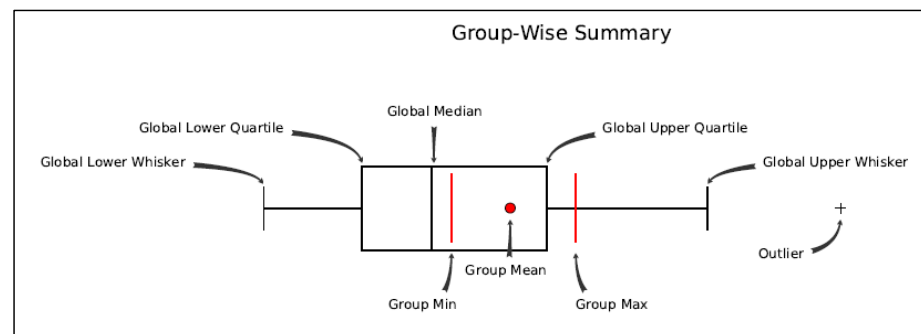 Group-Wise Summary
Global Median
Global Lower Quartile
Global Upper Quartile
Global Lower Whisker
Global Upper Whisker
Outlier
Group Mean
Group Min
Group Max